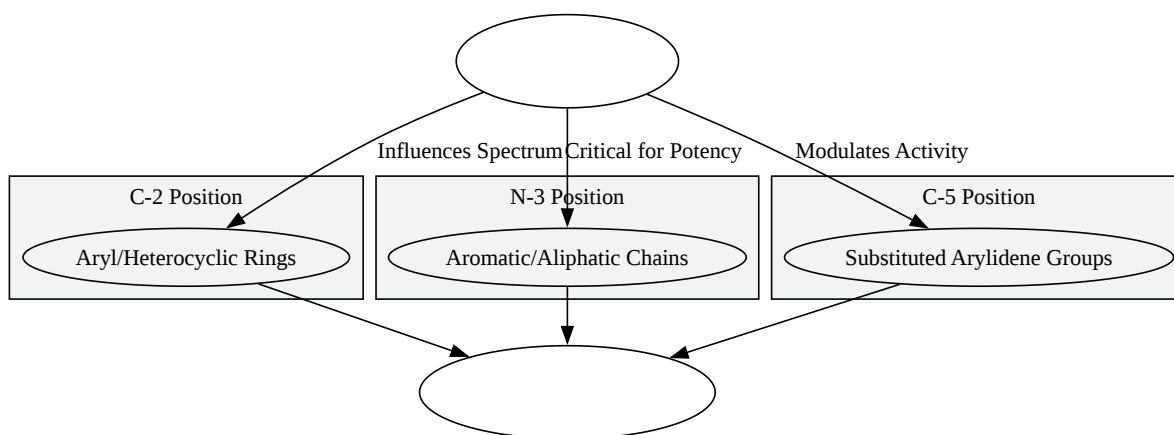 Influences Spectrum
Critical for Potency
Modulates Activity
C-2 Position
N-3 Position
C-5 Position
Aryl/Heterocyclic Rings
Aromatic/Aliphatic Chains
Substituted Arylidene Groups